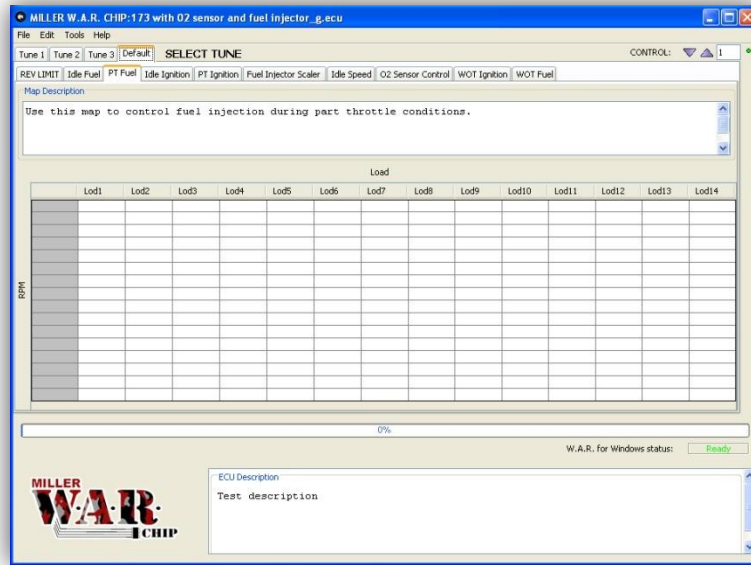 MILLER W.A.R. CHIP:173 with O2 sensor and fuel injector_g.ecu
File Edit Tools Help
Tune 1 Tune 2 Tune 3 Default SELECT TUNE CONTROL: 1
REV LIMIT Idle Fuel PT Fuel Idle Ignition PT Ignition Fuel Injector Scaler Idle Speed O2 Sensor Control WOT Ignition WOT Fuel
Map Description
Use this map to control fuel injection during part throttle conditions.
Load
Lod1 Lod2 Lod3 Lod4 Lod5 Lod6 Lod7 Lod8 Lod9 Lod10 Lod11 Lod12 Lod13 Lod14
RPM
0%
W.A.R. for Windows status: Ready
MILLER
W·A·R·
CHIP
ECU Description
Test description